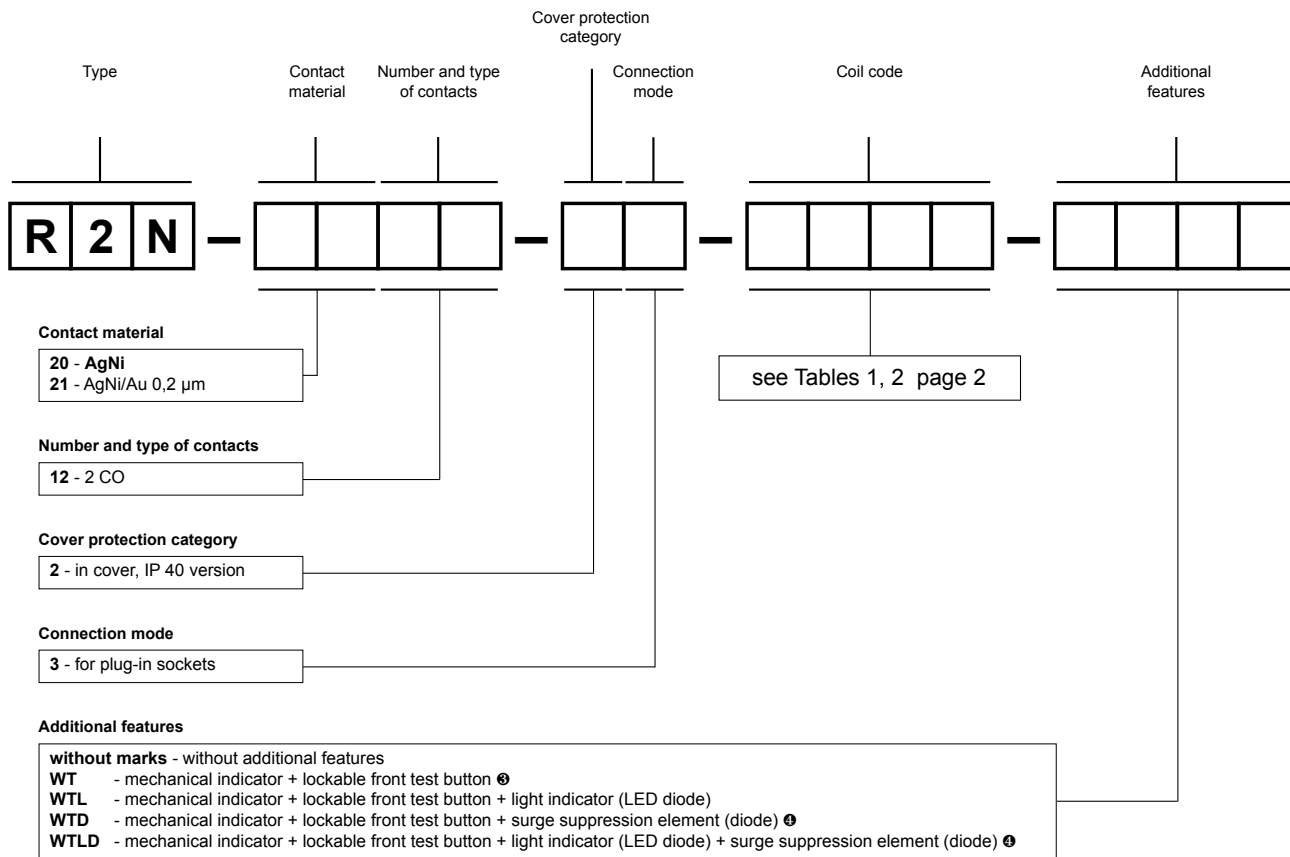 Cover protection
category
Type
Contact
material
Number and type
of contacts
Connection
mode
Coil code
Additional
features
R 2 N – – – –
Contact material
20 - AgNi
21 - AgNi/Au 0,2 µm
see Tables 1, 2 page 2
Number and type of contacts
12 - 2 CO
Cover protection category
2 - in cover, IP 40 version
Connection mode
3 - for plug-in sockets
Additional features
without marks - without additional features
WT - mechanical indicator + lockable front test button ❸
WTL - mechanical indicator + lockable front test button + light indicator (LED diode)
WTD - mechanical indicator + lockable front test button + surge suppression element (diode) ❹
WTLD - mechanical indicator + lockable front test button + light indicator (LED diode) + surge suppression element (diode) ❹